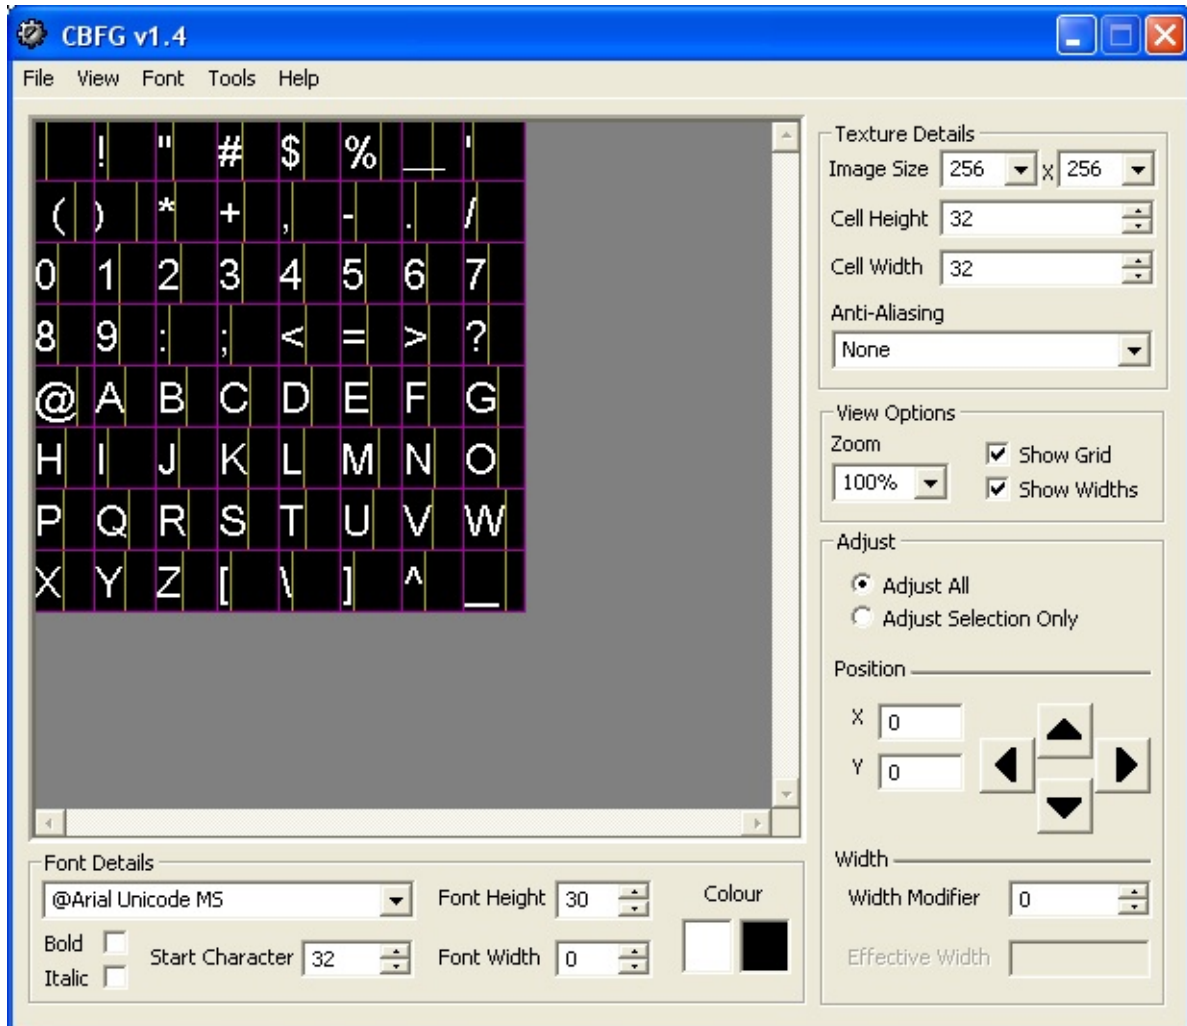 CBFG v1.4
File View Font Tools Help
! " # $ % __ '
( ) * + , - . /
0 1 2 3 4 5 6 7
8 9 : ; < = > ?
@ A B C D E F G
H I J K L M N O
P Q R S T U V W
X Y Z [ \ ] ^ _
Texture Details
Image Size 256 x 256
Cell Height 32
Cell Width 32
Anti-Aliasing
None
View Options
Zoom
100%
Show Grid
Show Widths
Adjust
Adjust All
Adjust Selection Only
Position
X 0
Y 0
Width
Width Modifier 0
Effective Width
Font Details
@Arial Unicode MS
Font Height 30
Colour
Bold
Italic
Start Character 32
Font Width 0